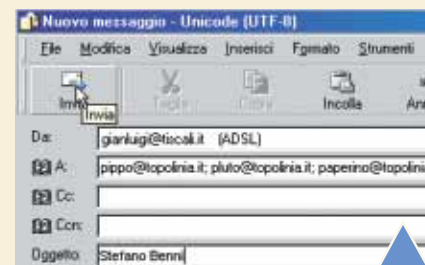 Nuovo messaggio - Unicode (UTF-8)
File Modifica Visualizza Inserisci Formato Strumenti
Invia Taglia Copia Incolla
Invia
Da: gianluigi@tiscali.it (ADSL)
A: pippo@topolinia.it; pluto@topolinia.it; paperino@topolini
Cc:
Ccn:
Oggetto: Stefano Benni